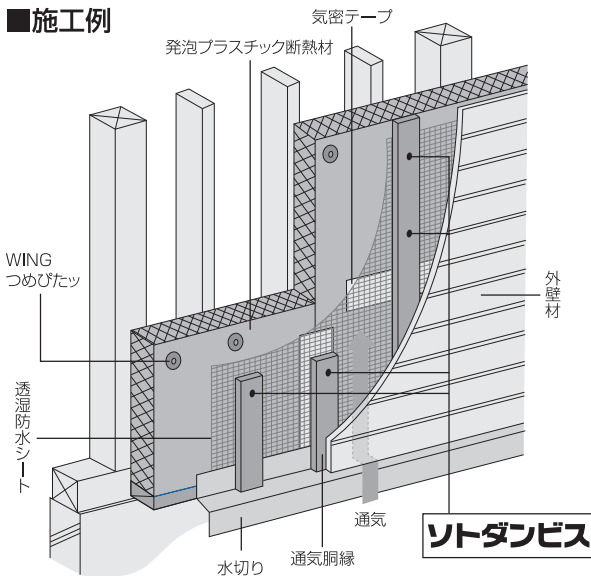 ■施工例
気密テープ
発泡プラスチック断熱材
WING
つめぴたッ
外壁材
透湿防水シート
通気
ソトダンビス
水切り
通気胴縁